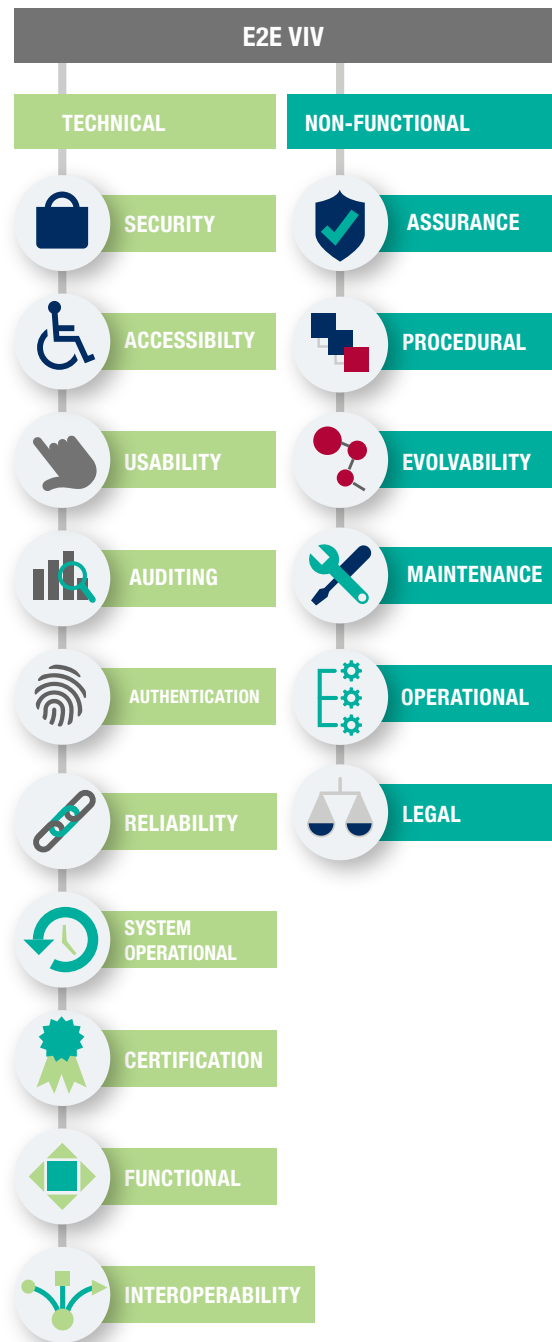 E2E VIV
TECHNICAL
SECURITY
ACCESSIBILTY
USABILITY
AUDITING
AUTHENTICATION
RELIABILITY
SYSTEM
OPERATIONAL
CERTIFICATION
FUNCTIONAL
INTEROPERABILITY
NON-FUNCTIONAL
ASSURANCE
PROCEDURAL
EVOLVABILITY
MAINTENANCE
OPERATIONAL
LEGAL